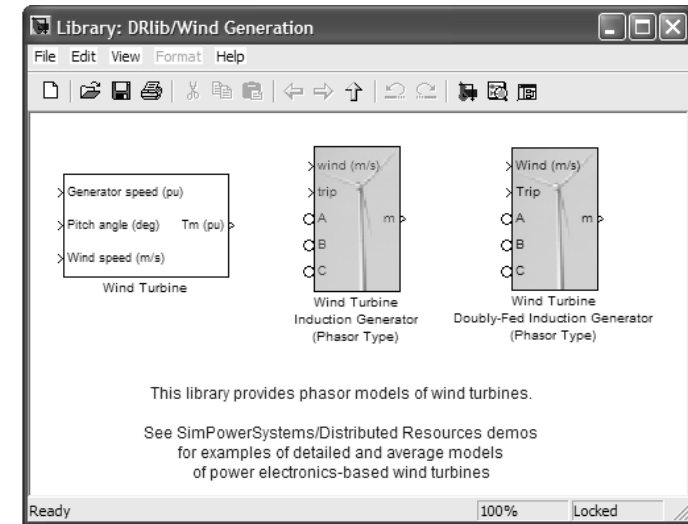 Library: DRlib/Wind Generation
File Edit View Format Help
Generator speed (pu)
Pitch angle (deg) Tm (pu)
Wind speed (m/s)
Wind Turbine
wind (m/s)
trip
A m
B
C
Wind Turbine
Induction Generator
(Phasor Type)
Wind (m/s)
Trip
A m
B
C
Wind Turbine
Doubly-Fed Induction Generator
(Phasor Type)
This library provides phasor models of wind turbines.
See SimPowerSystems/Distributed Resources demos
for examples of detailed and average models
of power electronics-based wind turbines
Ready 100% Locked